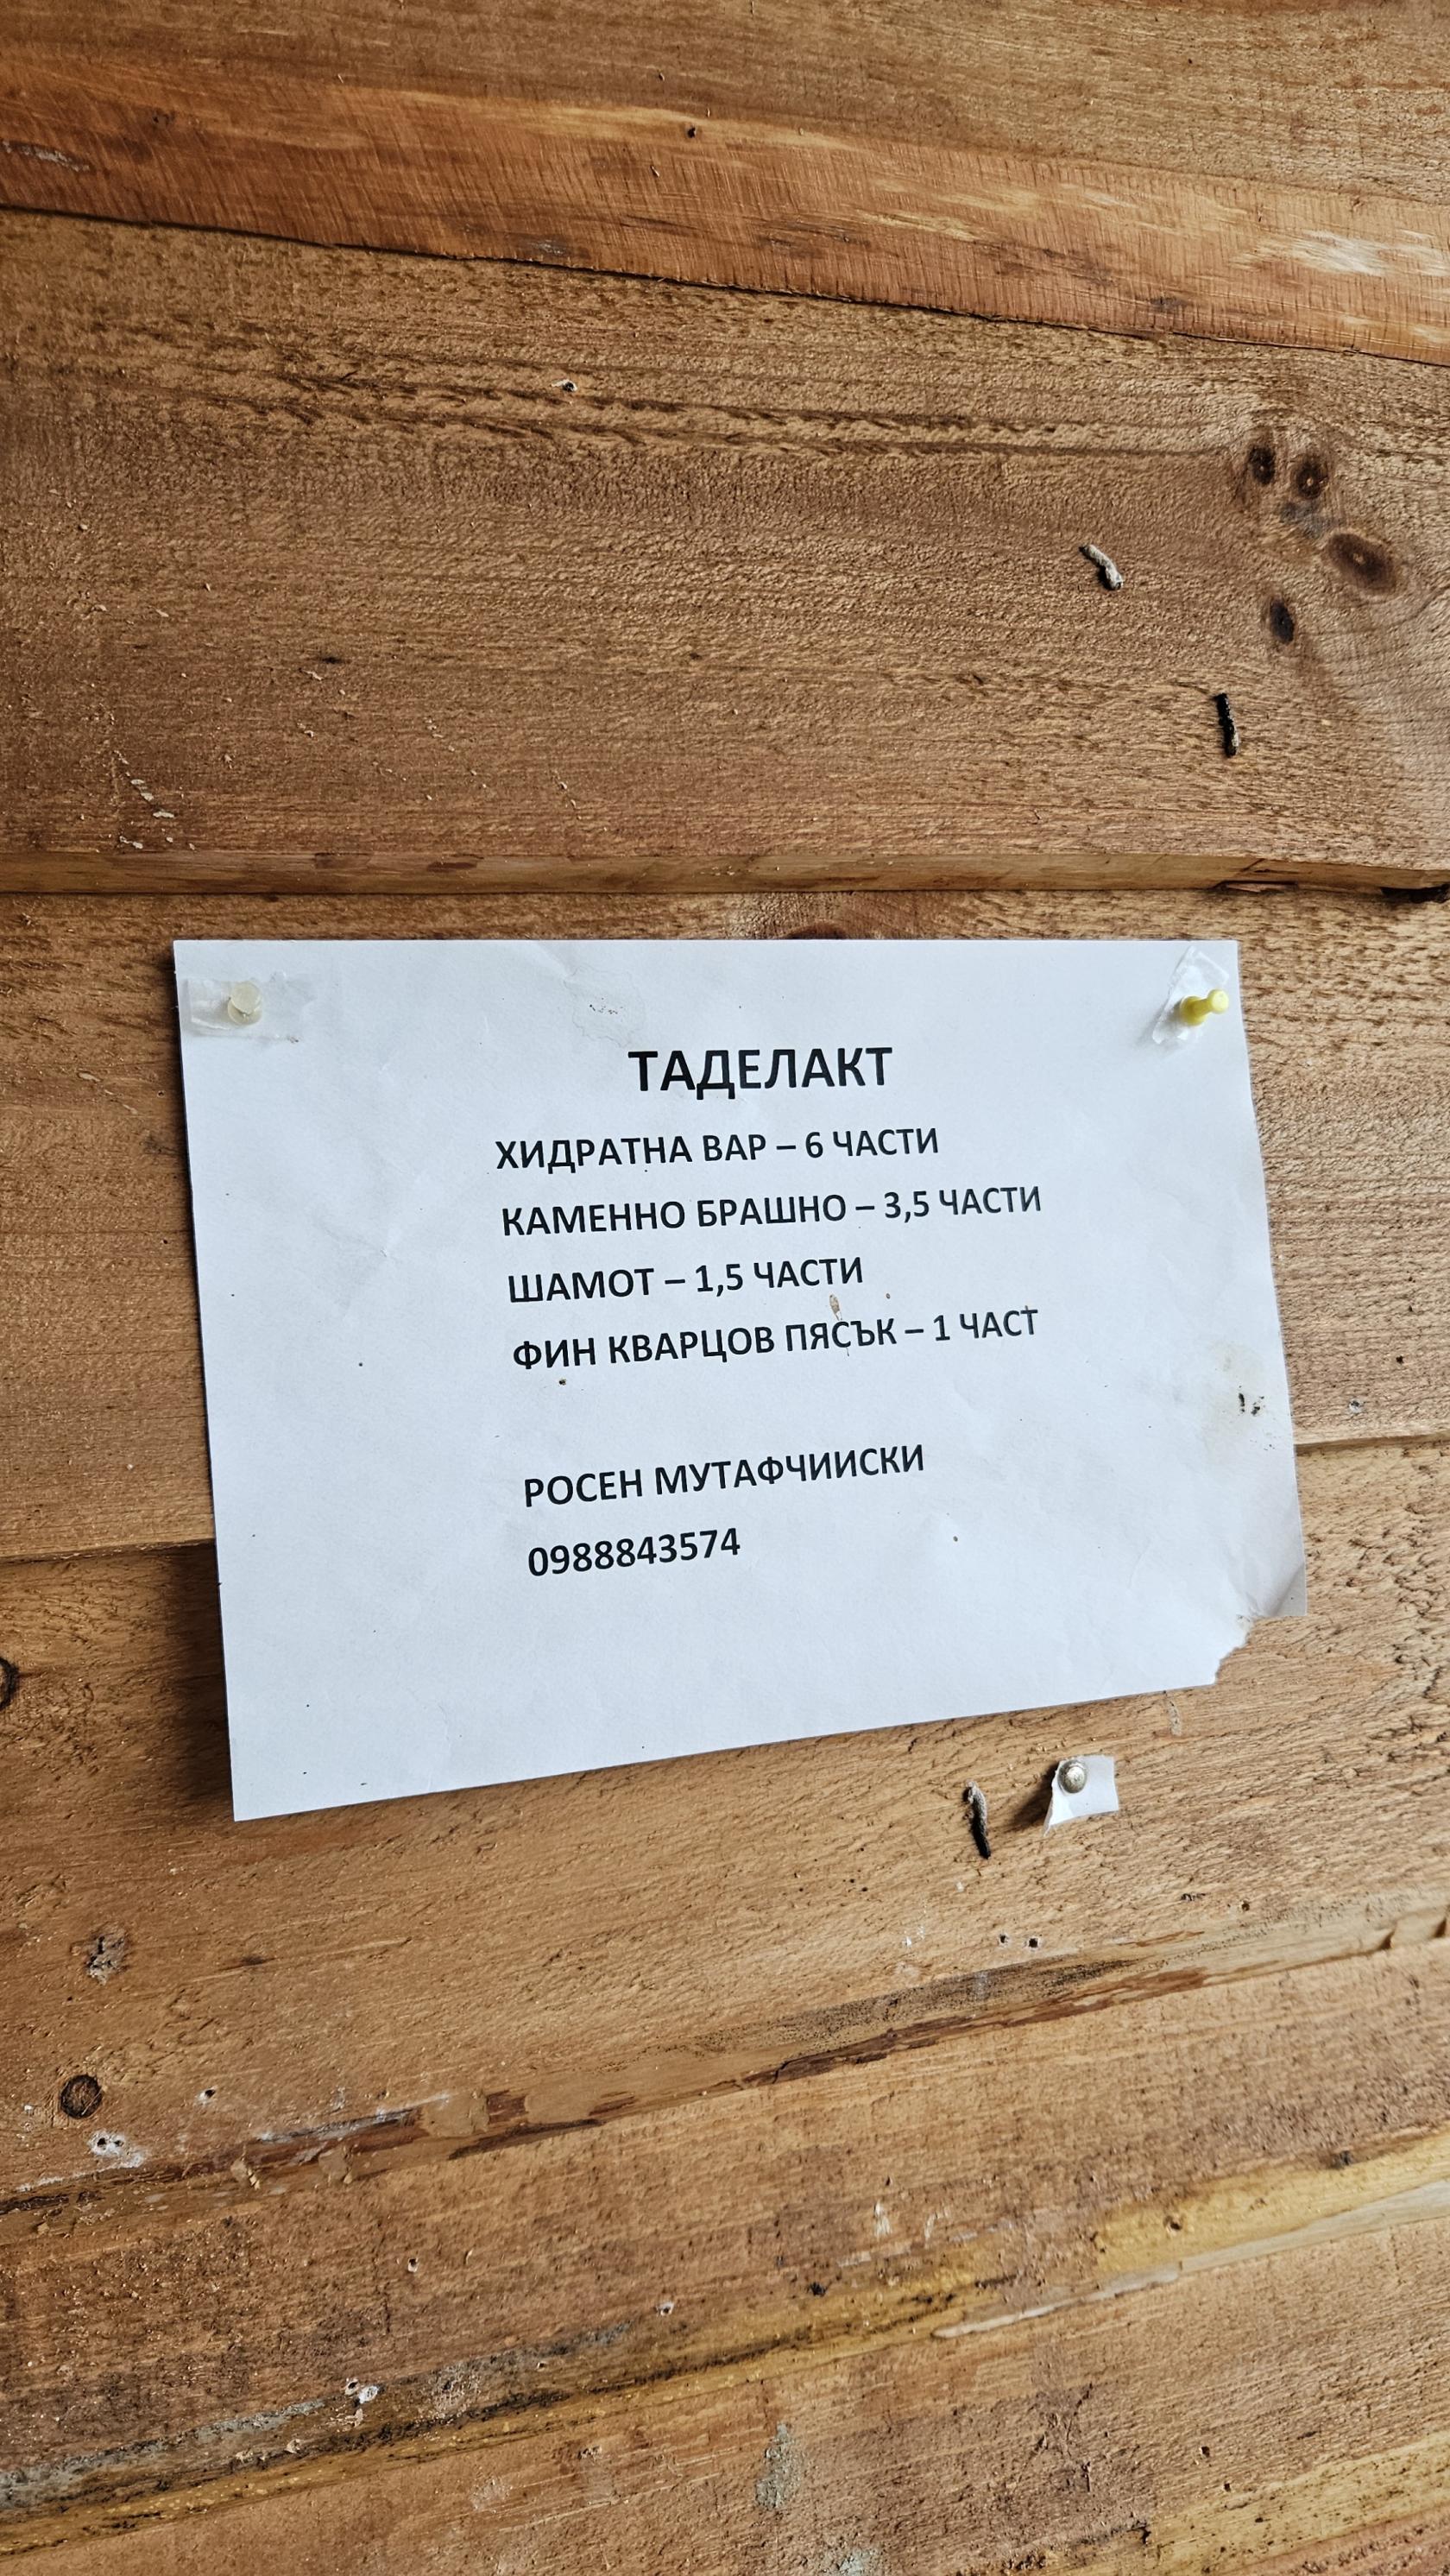 ТАДЕЛАКТ
ХИДРАТНА ВАР – 6 ЧАСТИ
КАМЕННО БРАШНО – 3,5 ЧАСТИ
ШАМОТ – 1,5 ЧАСТИ
ФИН КВАРЦОВ ПЯСЪК – 1 ЧАСТ
РОСЕН МУТАФЧИИСКИ
0988843574